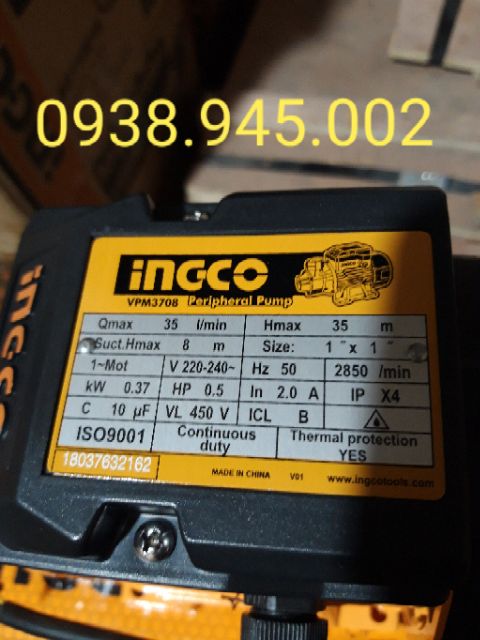 0938.945.002
INGCO
INGCO
INGCO
VPM3708 Peripheral Pump
Qmax 35 l/min Hmax 35 m
Suct.Hmax 8 m Size: 1 ˝ x 1 ˝
1~Mot V 220-240~ Hz 50 2850 /min
kW 0.37 HP 0.5 In 2.0 A IP X4
C 10 µF VL 450 V ICL B
ISO9001 Continuous duty Thermal protection YES
18037632162 MADE IN CHINA V01 www.ingcotools.com